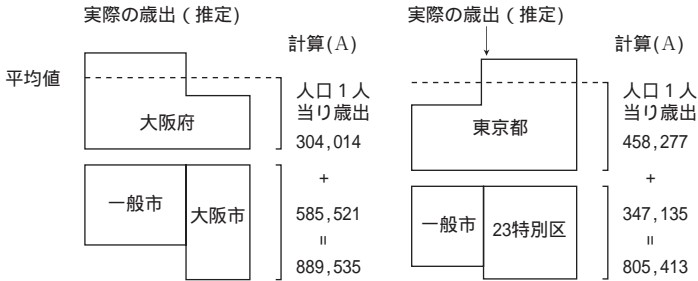 実際の歳出 ( 推定)
計算(A)
平均値
人口 1 人
当り歳出
大阪府
304,014
+
一般市
大阪市
585,521
=
889,535
実際の歳出 ( 推定)
計算(A)
人口 1 人
当り歳出
東京都
458,277
+
一般市
23特別区
347,135
=
805,413